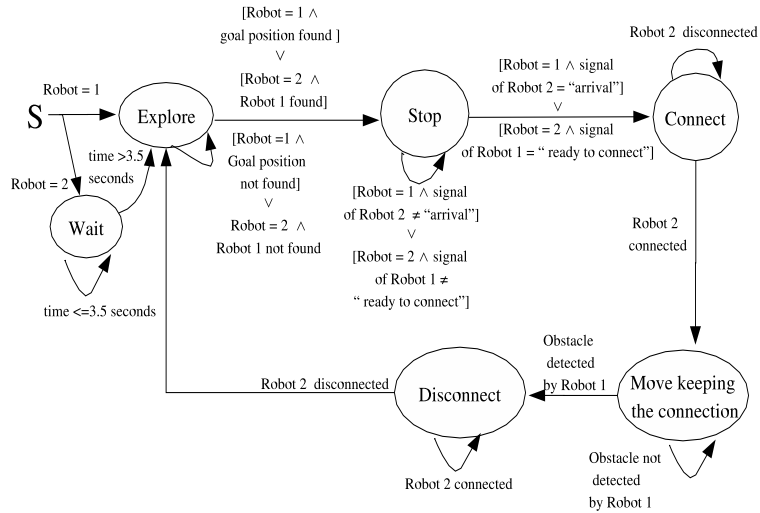 [Robot = 1 ∧
goal position found ]
∨
[Robot = 2 ∧
Robot 1 found]
Robot = 1
S
Explore
time >3.5
seconds
Robot = 2
Wait
time <=3.5 seconds
[Robot =1 ∧
Goal position
not found]
∨
Robot = 2 ∧
Robot 1 not found
Stop
[Robot = 1 ∧ signal
of Robot 2 ≠ “arrival”]
∨
[Robot = 2 ∧ signal
of Robot 1 ≠
“ ready to connect”]
[Robot = 1 ∧ signal
of Robot 2 = “arrival”]
∨
[Robot = 2 ∧ signal
of Robot 1 = “ ready to connect”]
Robot 2 disconnected
Connect
Robot 2
connected
Move keeping
the connection
Obstacle not
detected
by Robot 1
Obstacle
detected
by Robot 1
Disconnect
Robot 2 connected
Robot 2 disconnected